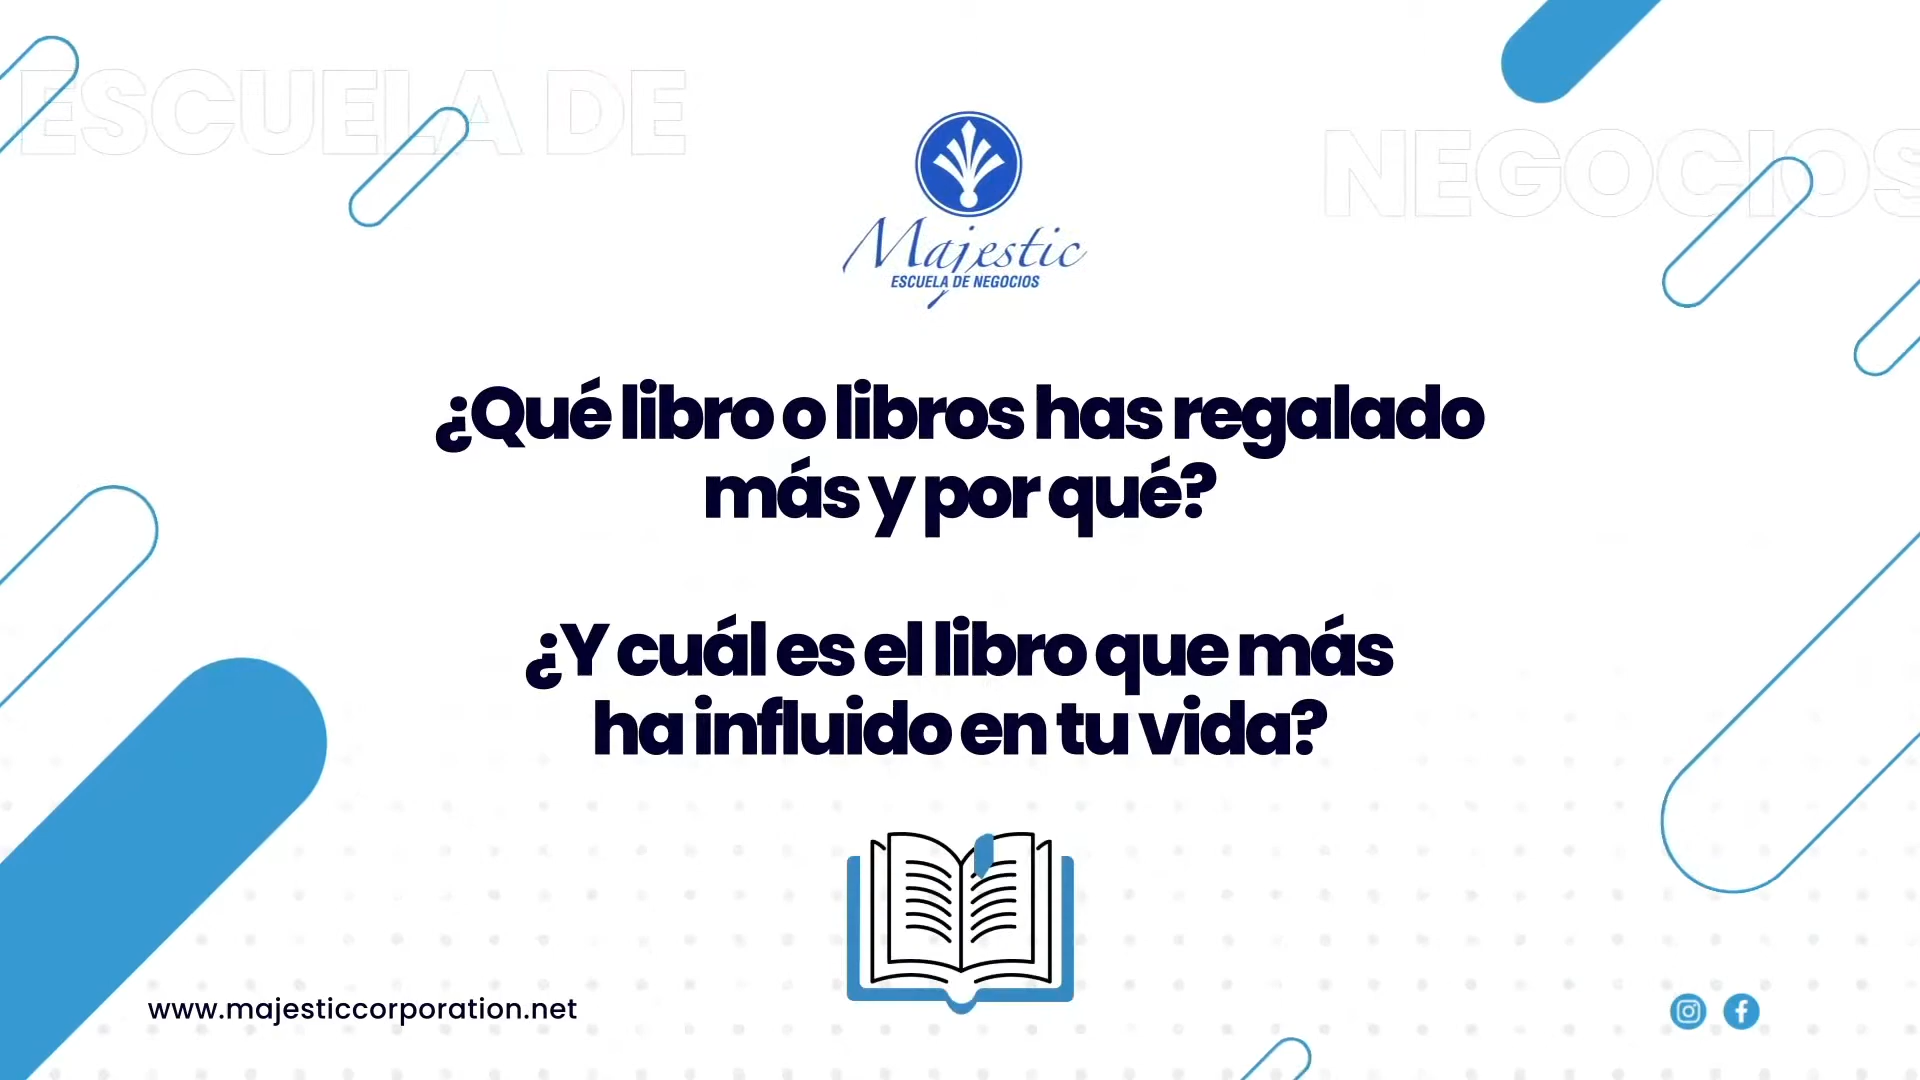 ESCUELA DE
NEGOCIOS
Majestic
ESCUELA DE NEGOCIOS
¿Qué libro o libros has regalado
más y por qué?
¿Y cuál es el libro que más
ha influido en tu vida?
www.majesticcorporation.net